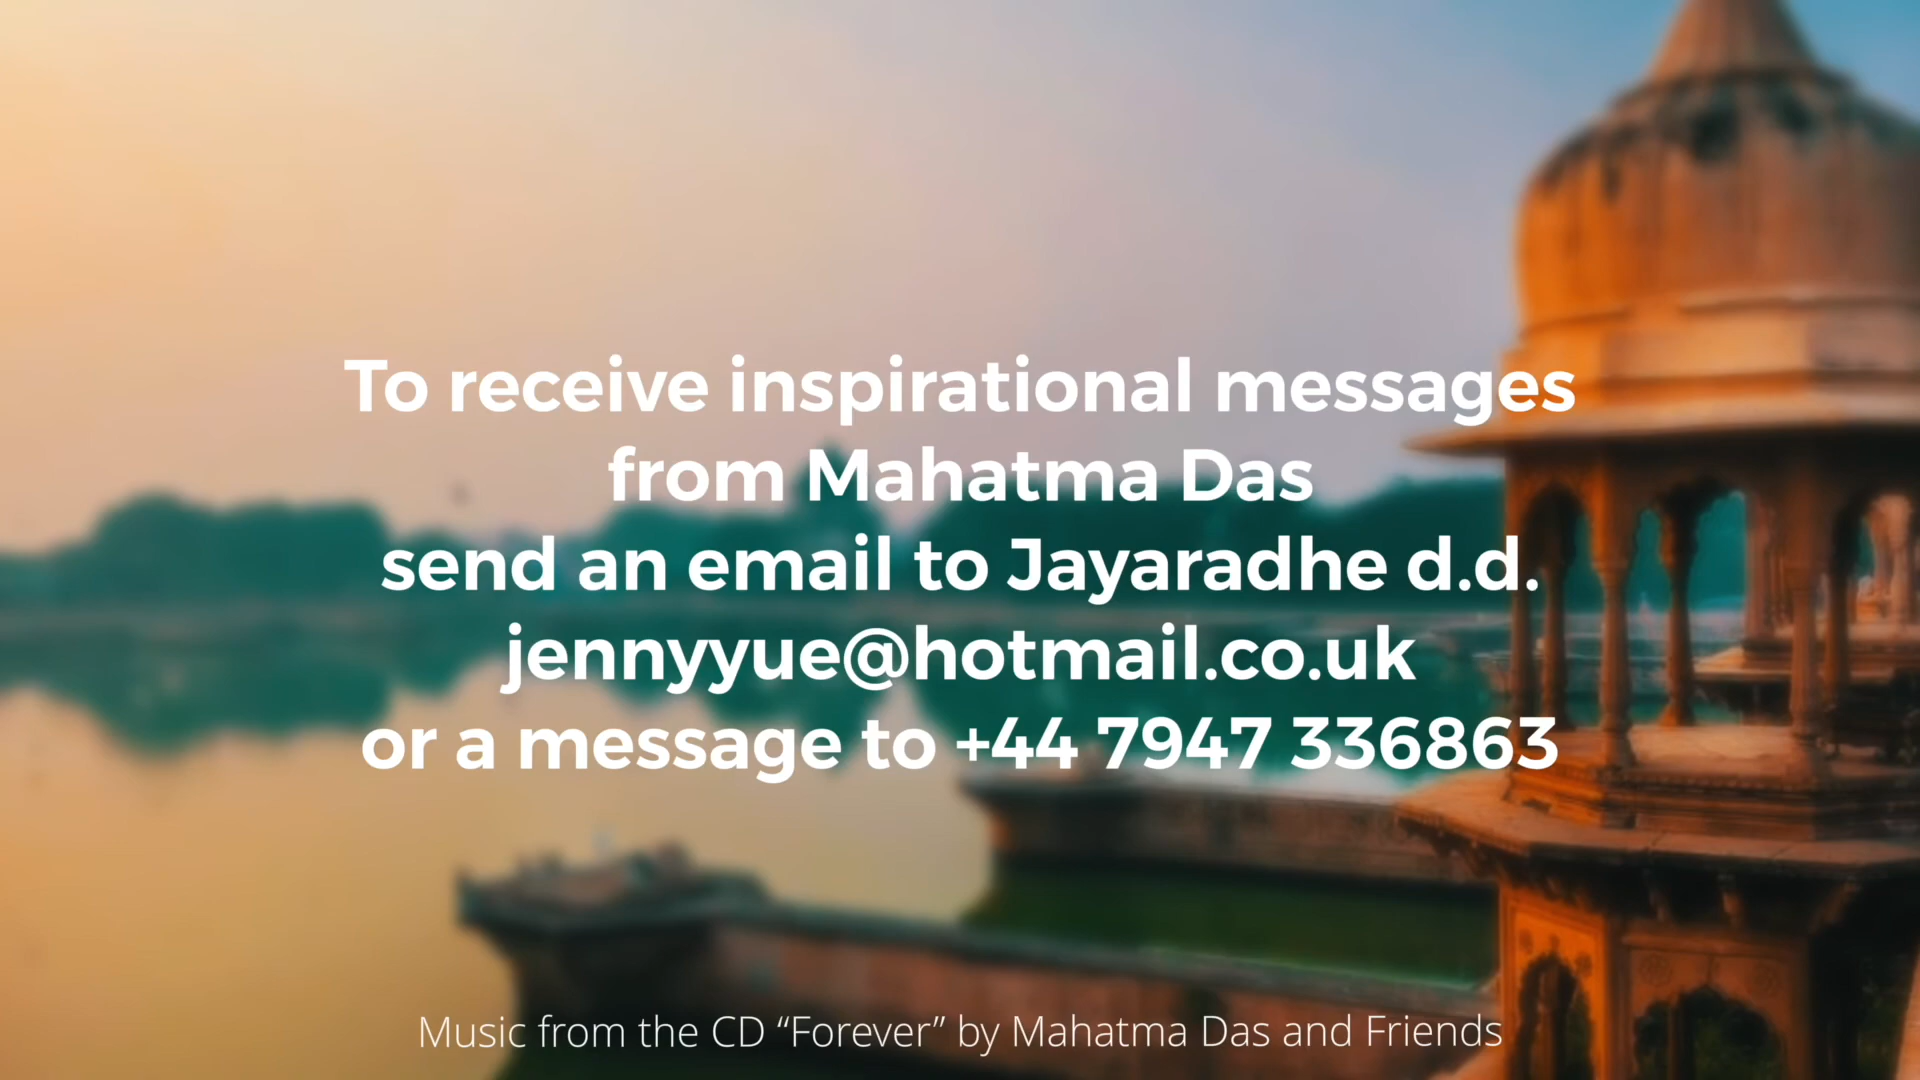 To receive inspirational messages
from Mahatma Das
send an email to Jayaradhe d.d.
jennyyue@hotmail.co.uk
or a message to +44 7947 336863
Music from the CD “Forever” by Mahatma Das and Friends